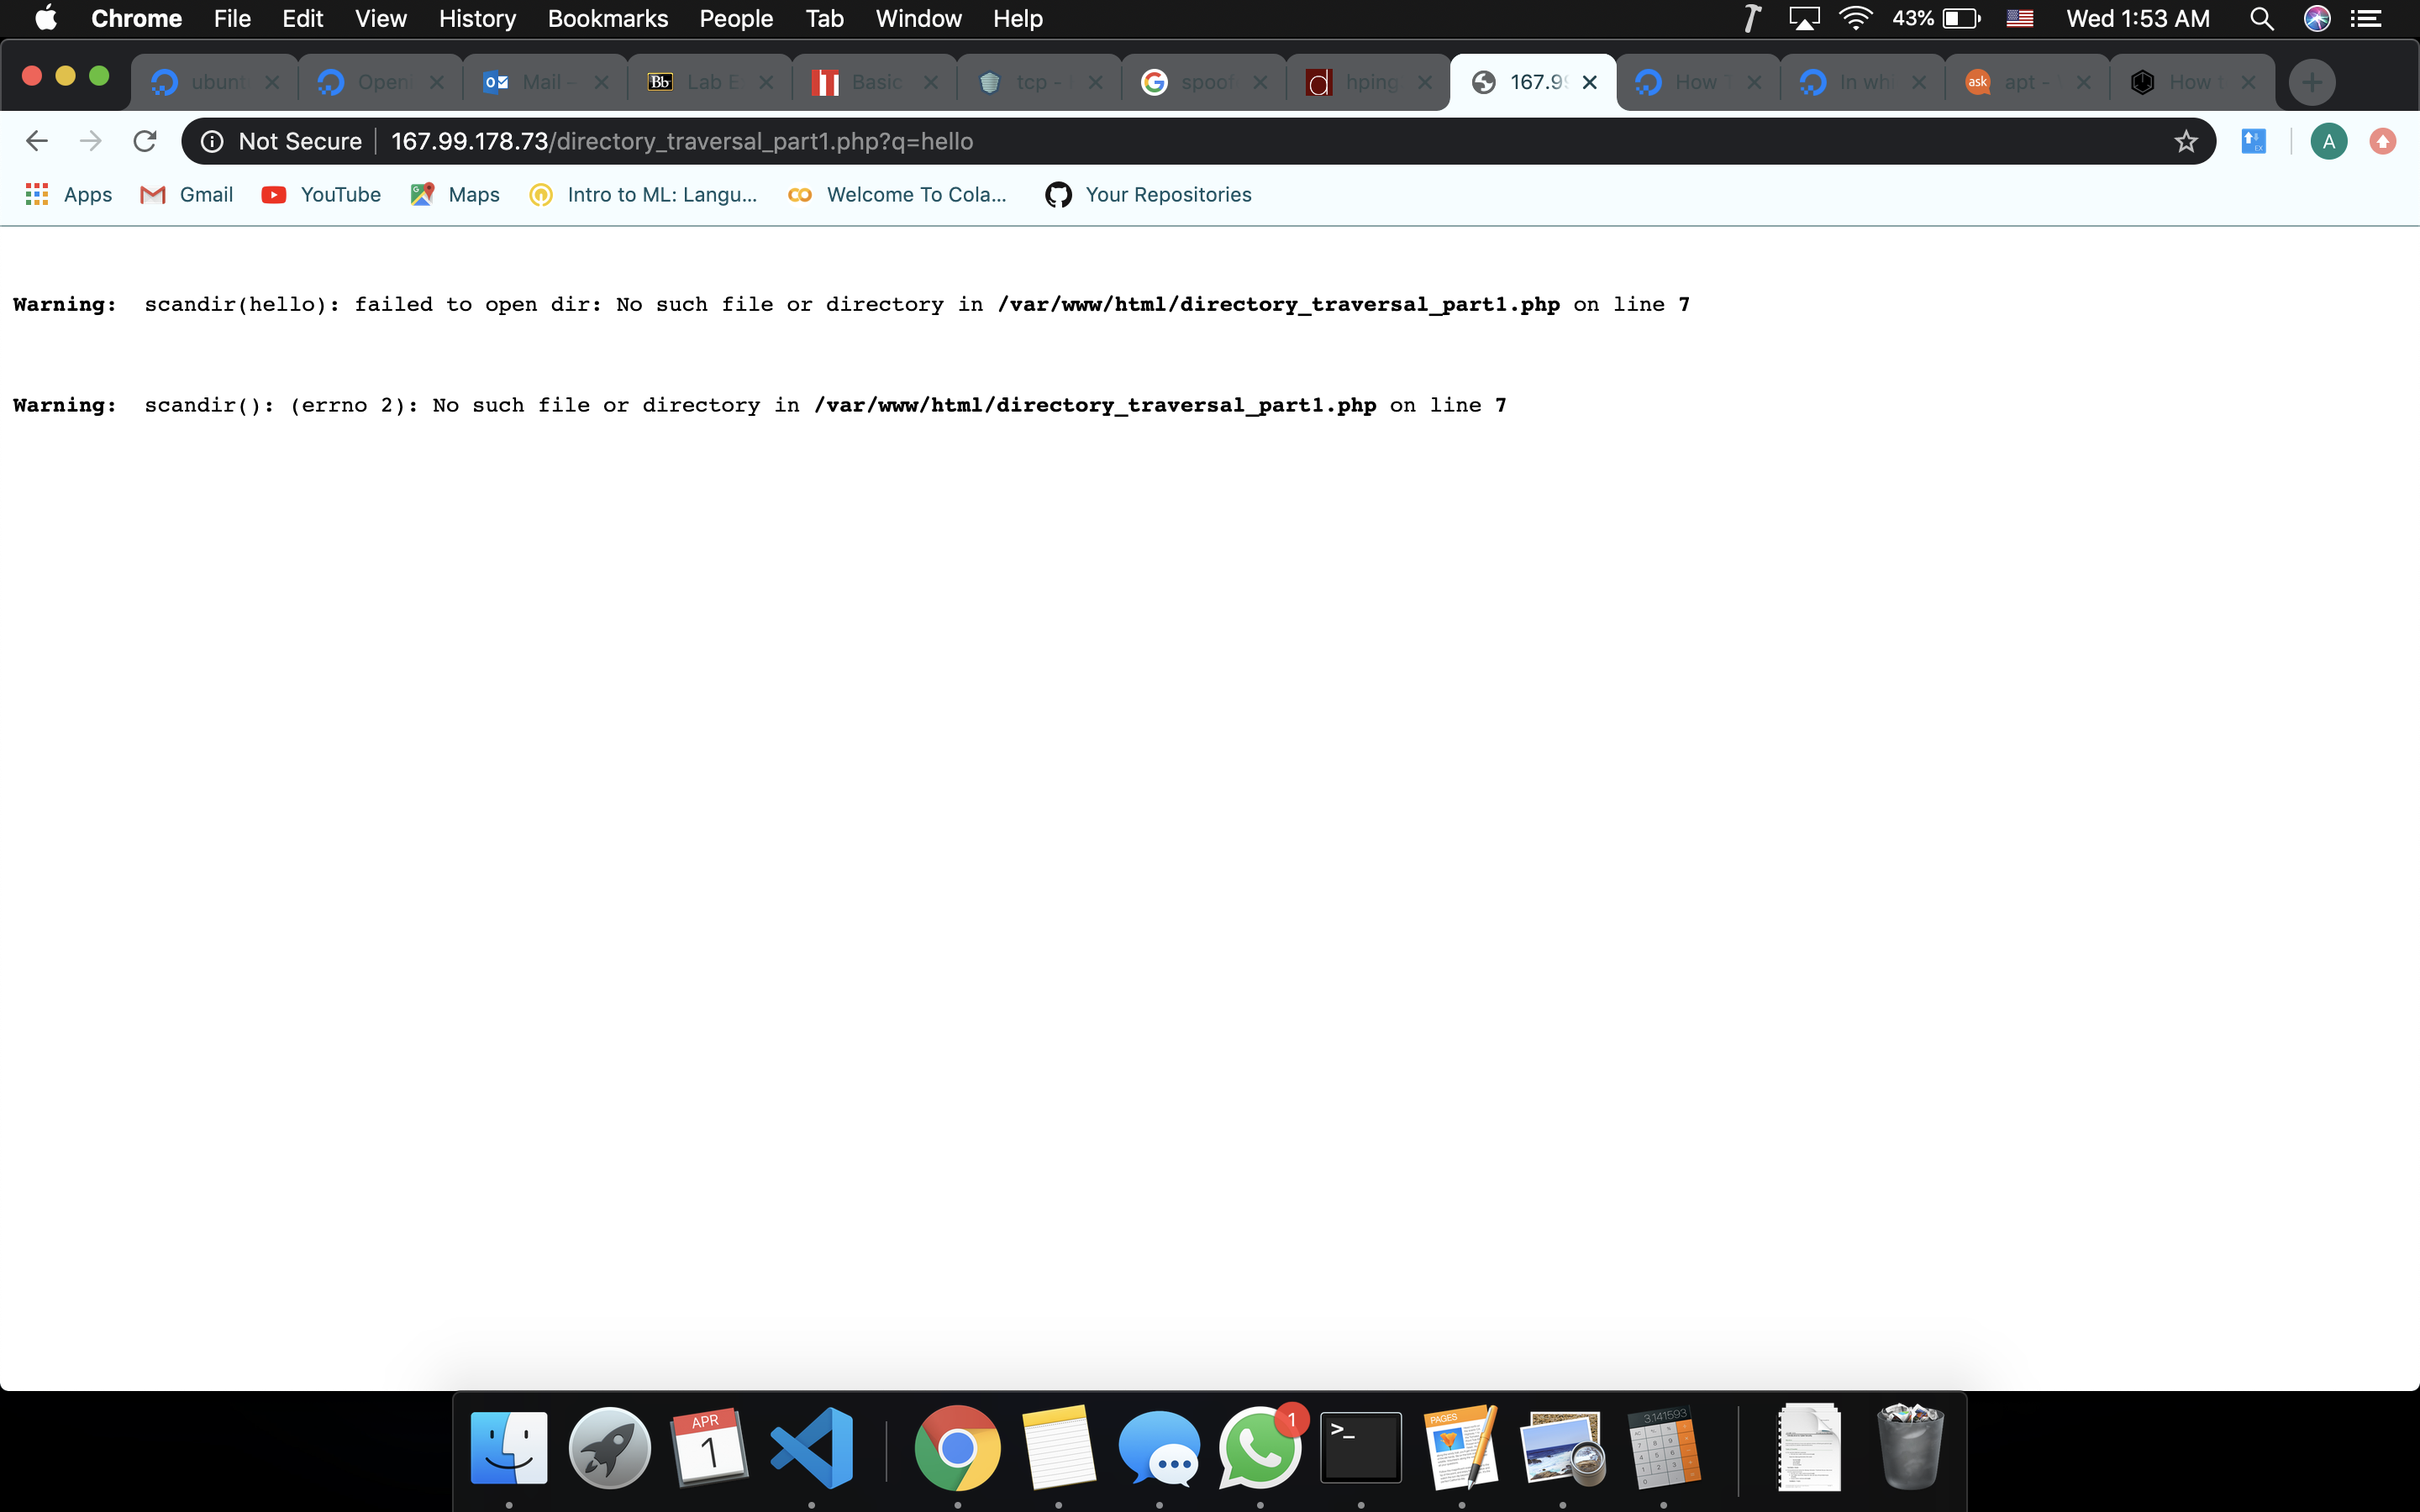 Chrome File Edit View History Bookmarks People Tab Window Help 43% Wed 1:53 AM
ubunt Openi Mail - Bb Lab E Basic tcp - spoof hping 167.9 How T In whi ask apt - How t
Not Secure 167.99.178.73/directory_traversal_part1.php?q=hello EX A
Apps Gmail YouTube Maps Intro to ML: Langu... Welcome To Cola... Your Repositories
Warning: scandir(hello): failed to open dir: No such file or directory in /var/www/html/directory_traversal_part1.php on line 7
Warning: scandir(): (errno 2): No such file or directory in /var/www/html/directory_traversal_part1.php on line 7
APR
1
1
>_
PAGES
3.141593